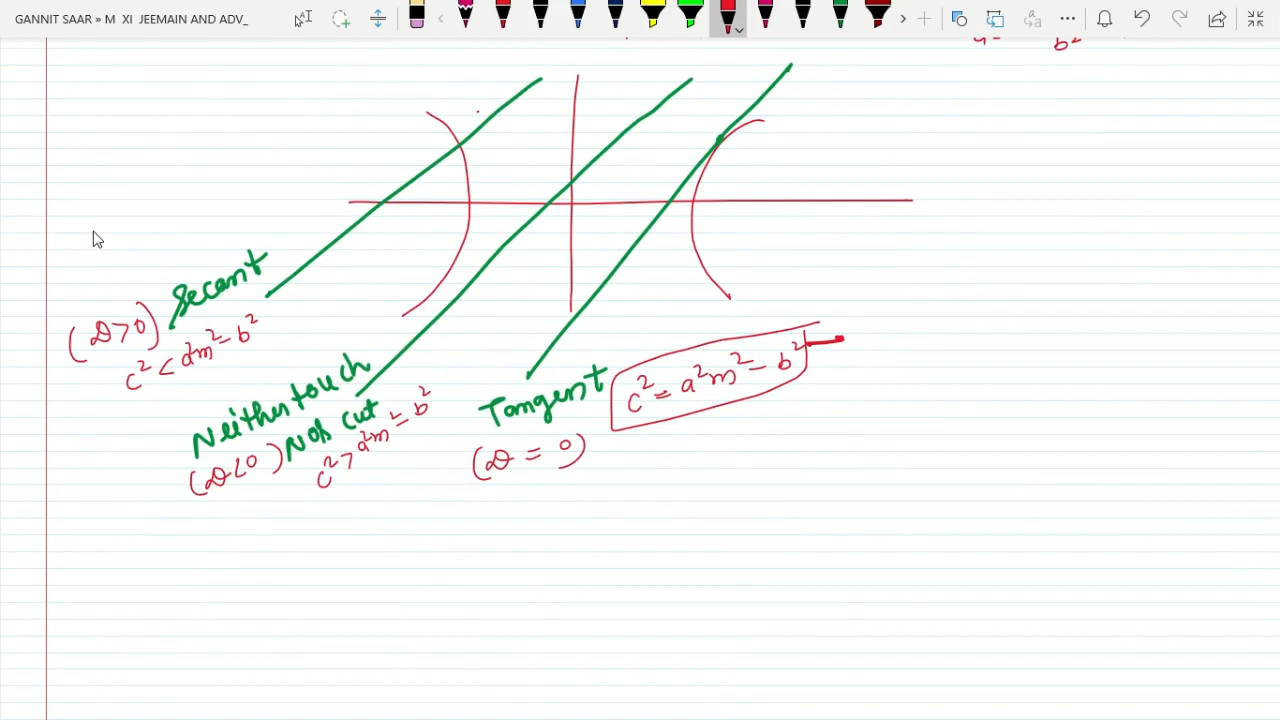 GANNIT SAAR » M XI JEEMAIN AND ADV_
Secant
(D>0)
c² < a²m² - b²
Neither touch
Not cut
(D<0)
c² > a²m² - b²
Tangent
(D = 0)
c² = a²m² - b²